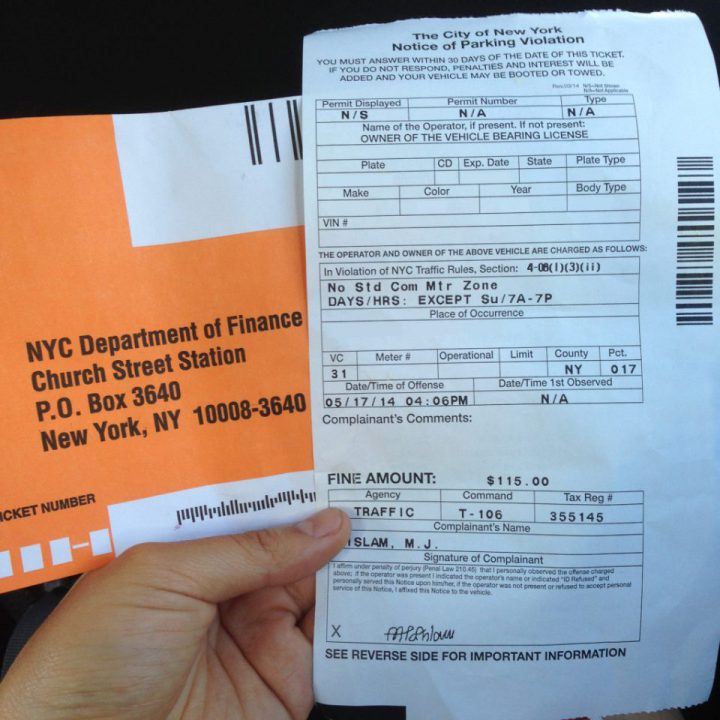 The City of New York
Notice of Parking Violation
YOU MUST ANSWER WITHIN 30 DAYS OF THE DATE OF THIS TICKET.
IF YOU DO NOT RESPOND, PENALTIES AND INTEREST WILL BE
ADDED AND YOUR VEHICLE MAY BE BOOTED OR TOWED.
N/S=Not Shown
N/A=Not Applicable
Permit Displayed Permit Number Type
N/S N/A N/A
Name of the Operator, if present. If not present:
OWNER OF THE VEHICLE BEARING LICENSE
Plate CD Exp. Date State Plate Type
Make Color Year Body Type
VIN #
THE OPERATOR AND OWNER OF THE ABOVE VEHICLE ARE CHARGED AS FOLLOWS:
In Violation of NYC Traffic Rules, Section: 4-08(l)(3)(ii)
No Std Com Mtr Zone
DAYS/HRS: EXCEPT Su/7A-7P
Place of Occurrence
VC Meter # Operational Limit County Pct.
31 NY 017
Date/Time of Offense Date/Time 1st Observed
05/17/14 04:06PM N/A
Complainant's Comments:
FINE AMOUNT: $115.00
Agency Command Tax Reg #
TRAFFIC T-106 355145
Complainant's Name
ISLAM, M.J.
Signature of Complainant
I affirm under penalty of perjury (Penal Law 210.45) that I personally observed the offense charged
above; if the operator was present I indicated the operator's name or indicated "ID Refused" and
personally served this Notice upon him/her, if the operator was not present or refused to accept personal
service of this Notice, I affixed this Notice to the vehicle.
X
SEE REVERSE SIDE FOR IMPORTANT INFORMATION
NYC Department of Finance
Church Street Station
P.O. Box 3640
New York, NY 10008-3640
ICKET NUMBER